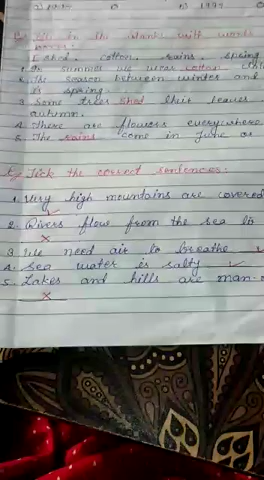 in the blanks with words
Shed, cotton, rains, spring
1. In summer we wear cotton
2. The season between winter and
is spring.
3. Some trees shed their leaves
autumn.
4. There are flowers everywhere
5. The rains come in June or
Tick the correct sentences:
1. Very high mountains are covered
✓
2. Rivers flow from the sea to
×
3. We need air to breathe ✓
4. Sea water is salty ✓
5. Lakes and hills are man-
×